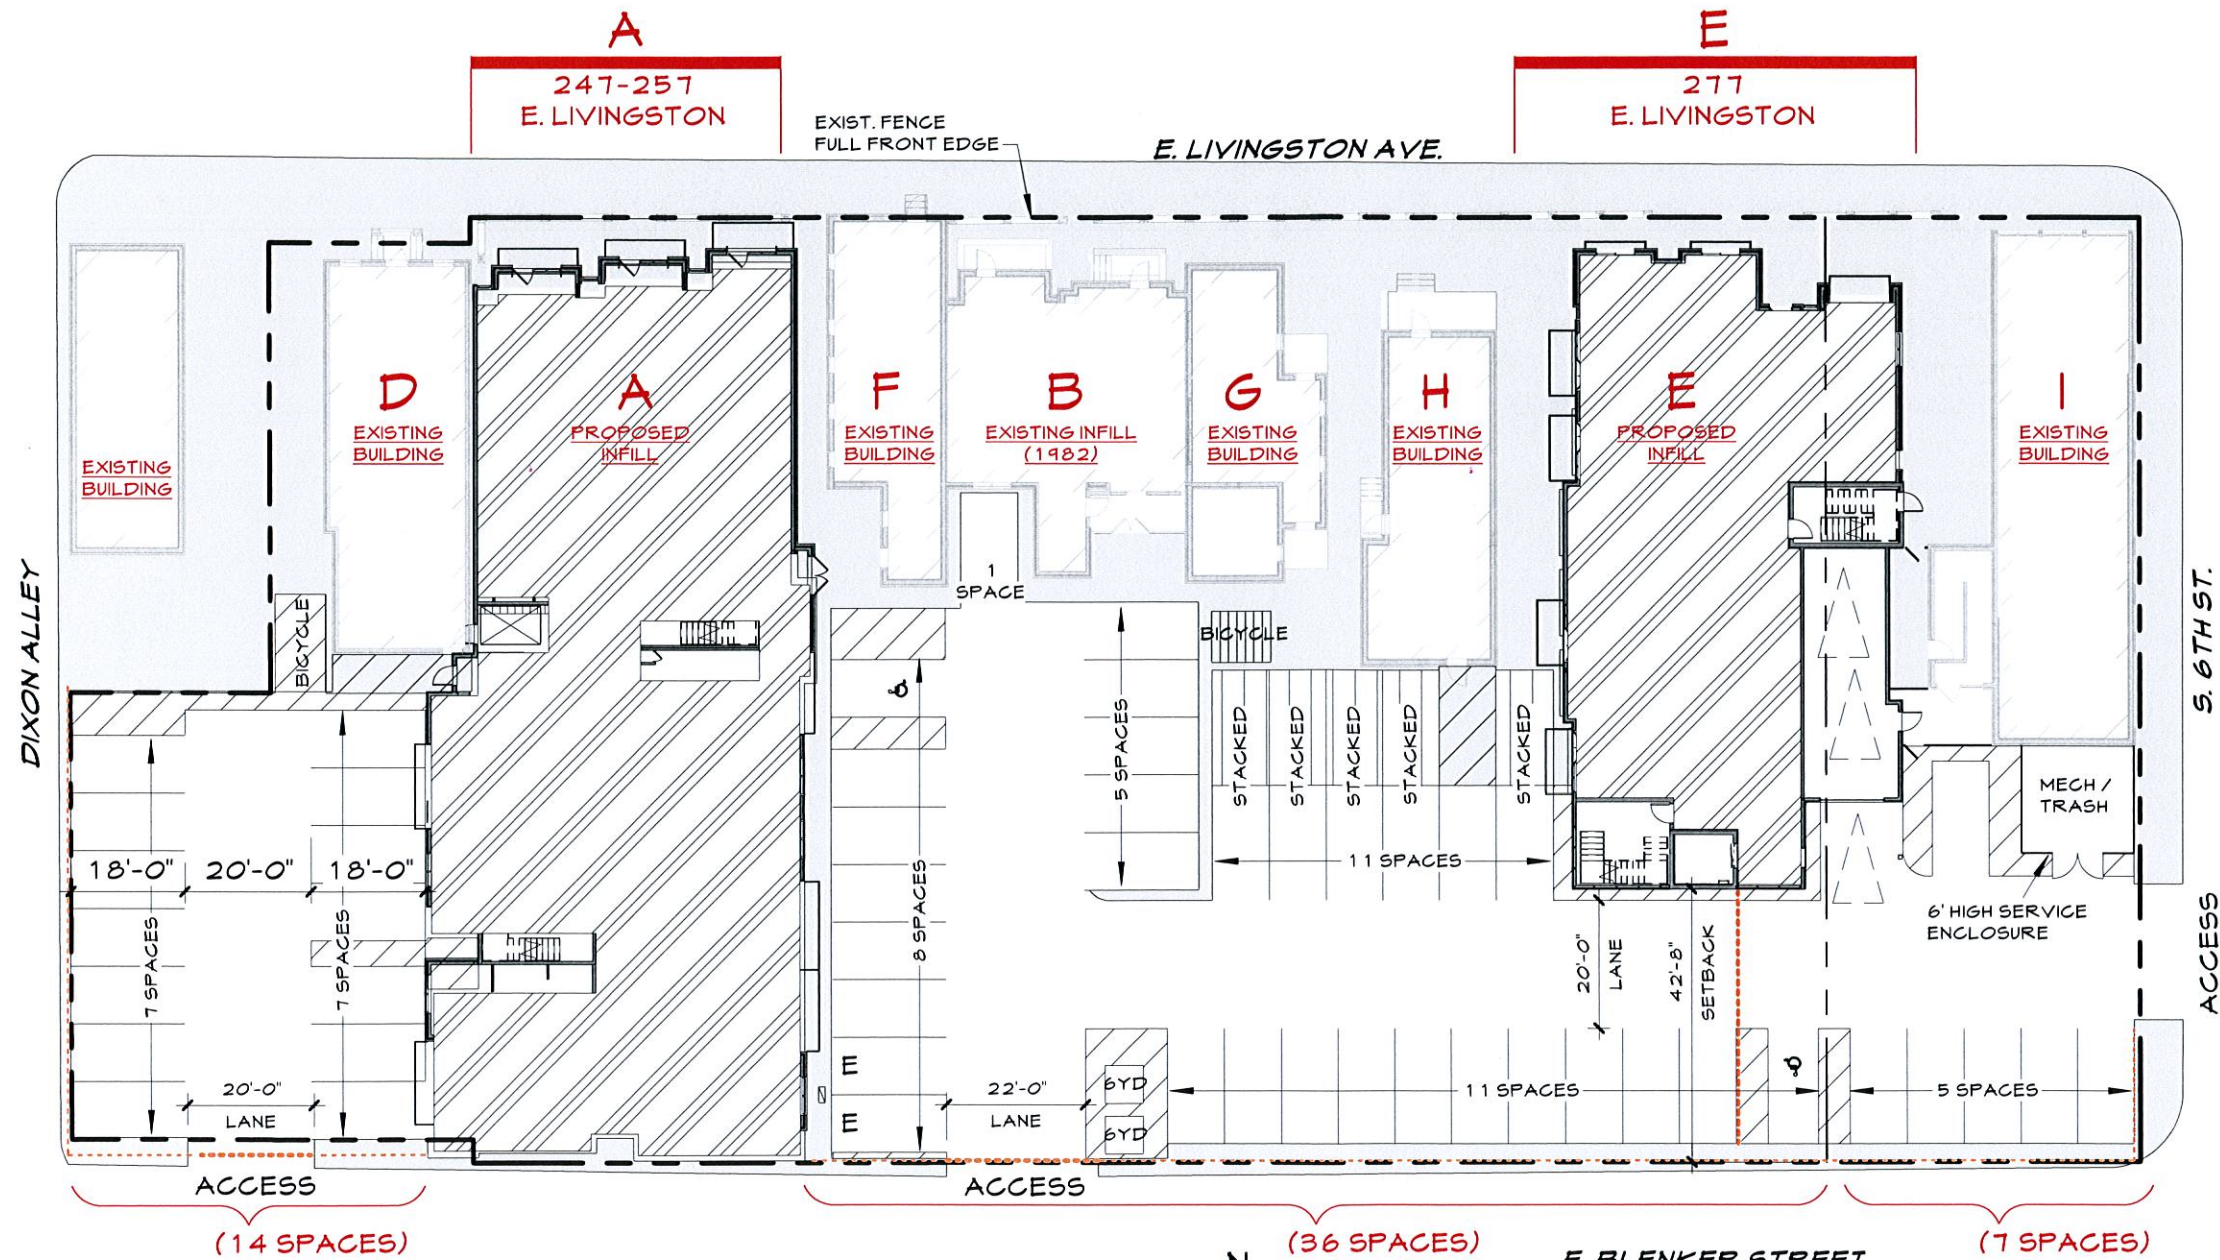 A
247-257
E. LIVINGSTON
E
277
E. LIVINGSTON
EXIST. FENCE
FULL FRONT EDGE
E. LIVINGSTON AVE.
D
EXISTING
BUILDING
A
PROPOSED
INFILL
F
EXISTING
BUILDING
B
EXISTING INFILL
(1982)
G
EXISTING
BUILDING
H
EXISTING
BUILDING
E
PROPOSED
INFILL
I
EXISTING
BUILDING
EXISTING
BUILDING
DIXON ALLEY
S. 6TH ST.
BICYCLE
1
SPACE
BICYCLE
5 SPACES
STACKED
STACKED
STACKED
STACKED
STACKED
MECH /
TRASH
18'-0"
20'-0"
18'-0"
11 SPACES
7 SPACES
7 SPACES
8 SPACES
6' HIGH SERVICE
ENCLOSURE
20'-0"
LANE
42'-8"
SETBACK
ACCESS
E
E
20'-0"
LANE
22'-0"
LANE
6YD
6YD
11 SPACES
5 SPACES
ACCESS
ACCESS
(14 SPACES)
(36 SPACES)
(7 SPACES)
N
E. BLENKER STREET